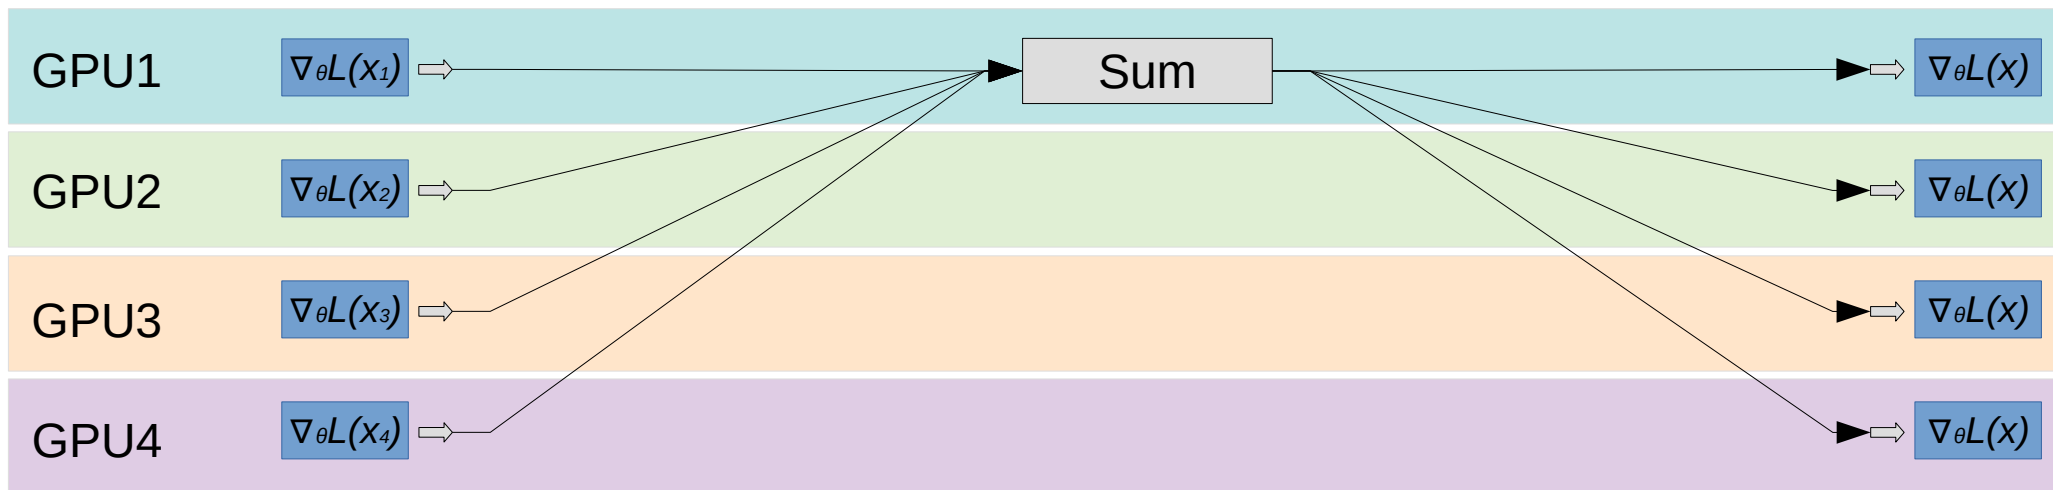 GPU1 ∇θL(x₁) Sum ∇θL(x)
GPU2 ∇θL(x₂) ∇θL(x)
GPU3 ∇θL(x₃) ∇θL(x)
GPU4 ∇θL(x₄) ∇θL(x)